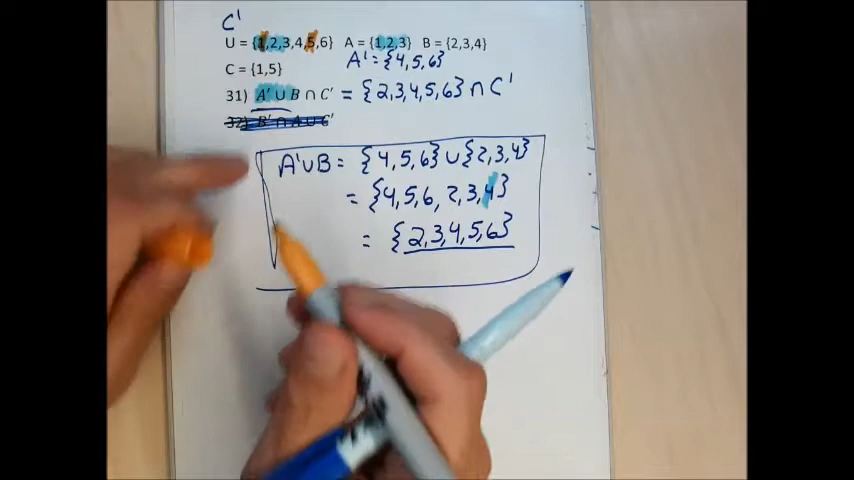 C'
U = {1,2,3,4,5,6} A = {1,2,3} B = {2,3,4}
A' = {4,5,6}
C = {1,5}
31) A' ∪ B ∩ C' = {2,3,4,5,6} ∩ C'
32) B' ∩ A ∪ C'
A'∪B = {4,5,6} ∪ {2,3,4}
= {4,5,6,2,3,4}
= {2,3,4,5,6}